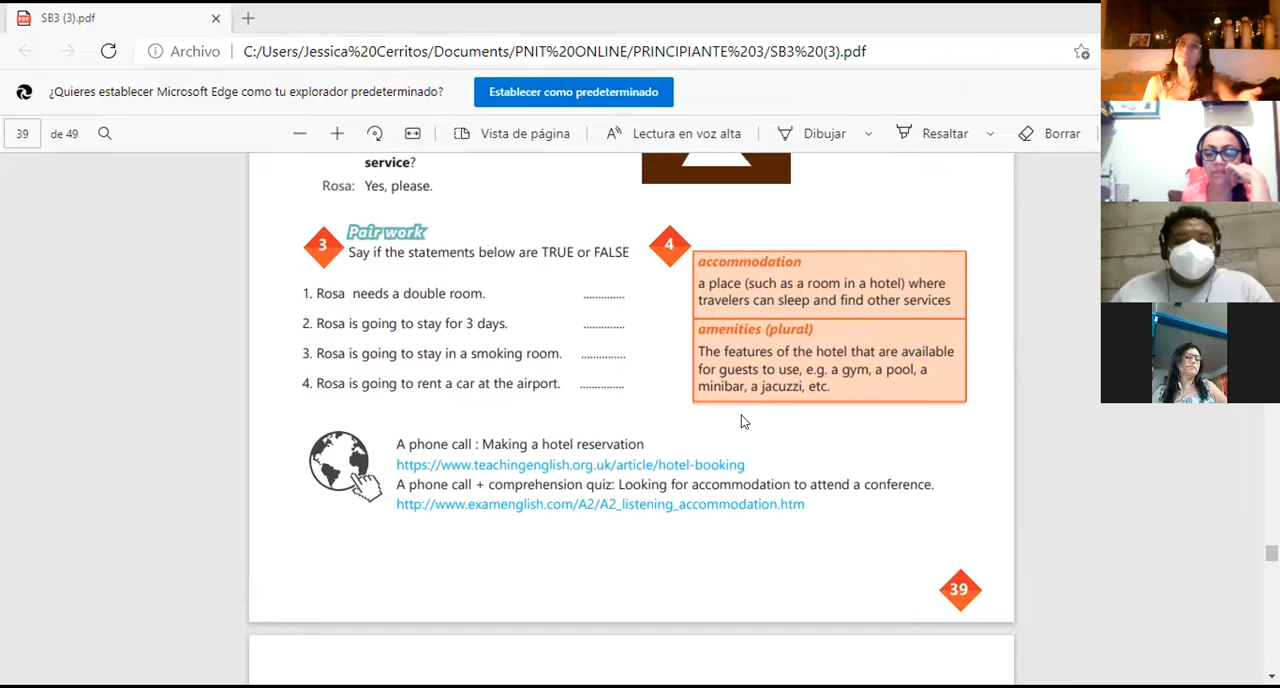 SB3 (3).pdf
Archivo
C:/Users/Jessica%20Cerritos/Documents/PNIT%20ONLINE/PRINCIPIANTE%203/SB3%20(3).pdf
¿Quieres establecer Microsoft Edge como tu explorador predeterminado?
Establecer como predeterminado
39
de 49
Vista de página
Lectura en voz alta
Dibujar
Resaltar
Borrar
service?
Rosa: Yes, please.
3
Pair work
Say if the statements below are TRUE or FALSE
1. Rosa needs a double room. ..............
2. Rosa is going to stay for 3 days. ..............
3. Rosa is going to stay in a smoking room. ..............
4. Rosa is going to rent a car at the airport. ..............
4
accommodation
a place (such as a room in a hotel) where
travelers can sleep and find other services
amenities (plural)
The features of the hotel that are available
for guests to use, e.g. a gym, a pool, a
minibar, a jacuzzi, etc.
A phone call : Making a hotel reservation
https://www.teachingenglish.org.uk/article/hotel-booking
A phone call + comprehension quiz: Looking for accommodation to attend a conference.
http://www.examenglish.com/A2/A2_listening_accommodation.htm
39